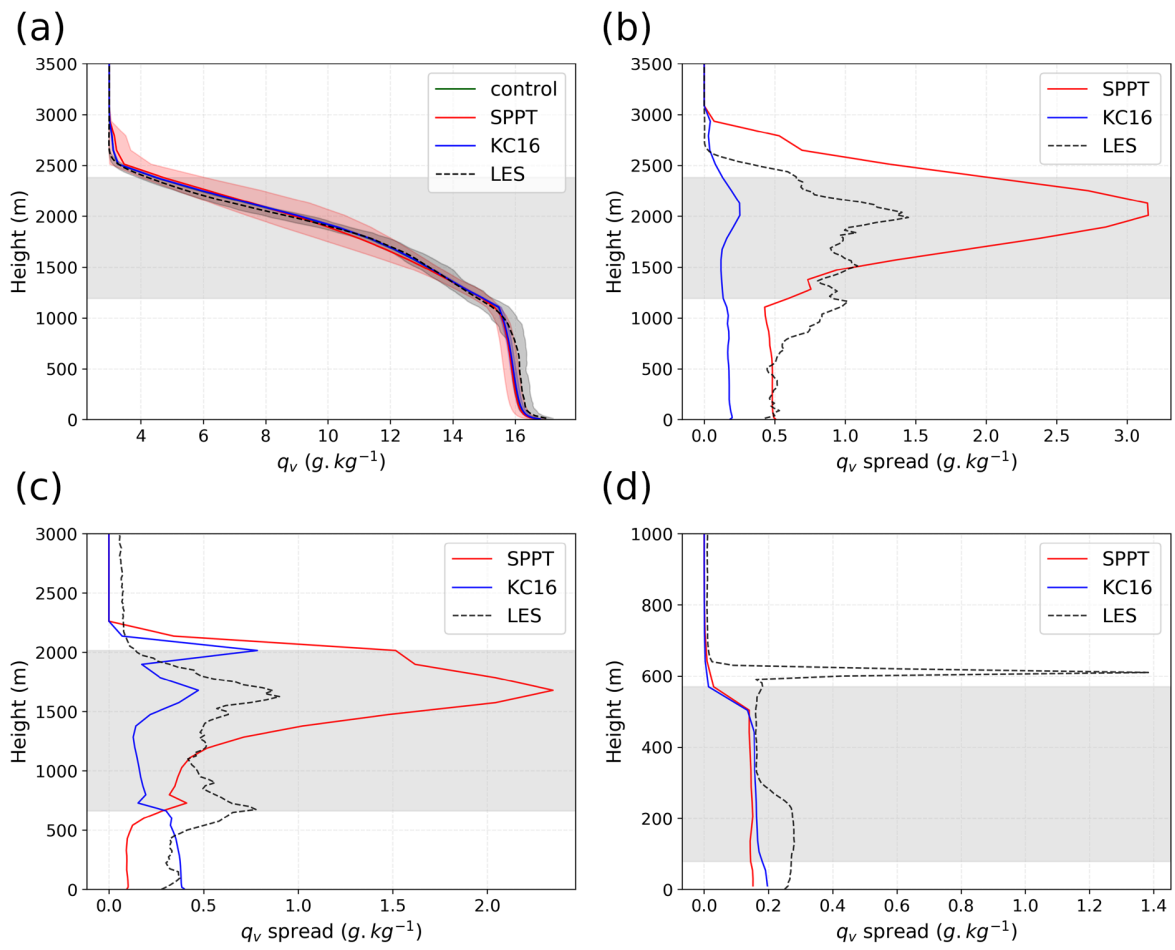 (a)
3500
3000
2500
2000
1500
1000
500
0
Height (m)
control
SPPT
KC16
LES
4 6 8 10 12 14 16
q_v (g.kg^{-1})
(b)
3500
3000
2500
2000
1500
1000
500
0
Height (m)
SPPT
KC16
LES
0.0 0.5 1.0 1.5 2.0 2.5 3.0
q_v spread (g.kg^{-1})
(c)
3000
2500
2000
1500
1000
500
0
Height (m)
SPPT
KC16
LES
0.0 0.5 1.0 1.5 2.0
q_v spread (g.kg^{-1})
(d)
1000
800
600
400
200
0
Height (m)
SPPT
KC16
LES
0.0 0.2 0.4 0.6 0.8 1.0 1.2 1.4
q_v spread (g.kg^{-1})